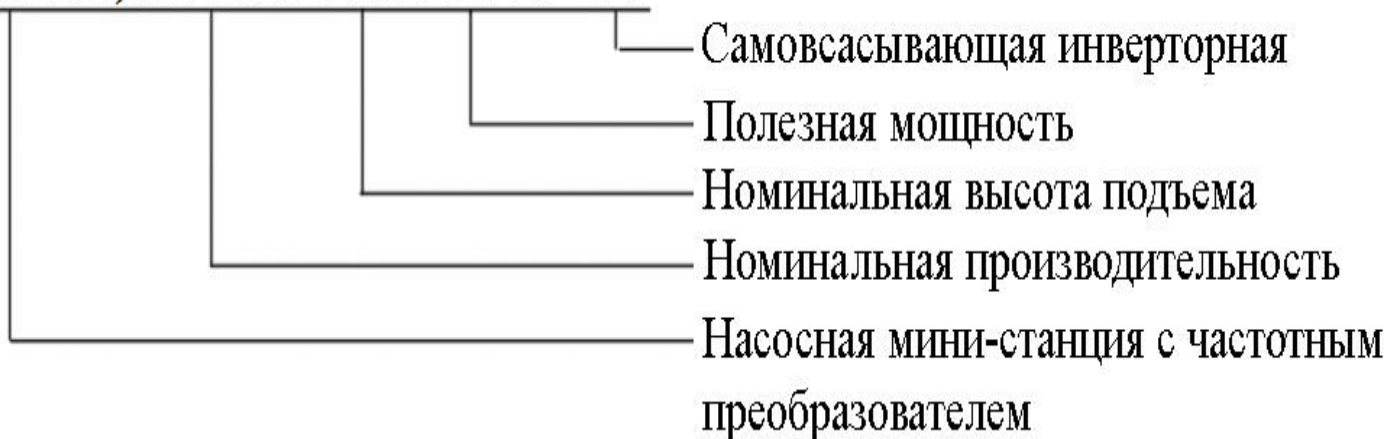 Самовсасывающая инверторная
Полезная мощность
Номинальная высота подъема
Номинальная производительность
Насосная мини-станция с частотным
преобразователем